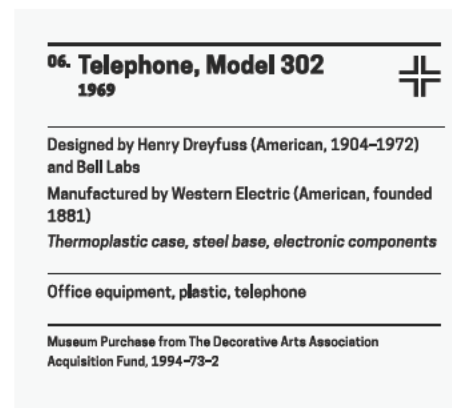 06. Telephone, Model 302
1969
Designed by Henry Dreyfuss (American, 1904–1972)
and Bell Labs
Manufactured by Western Electric (American, founded
1881)
Thermoplastic case, steel base, electronic components
Office equipment, plastic, telephone
Museum Purchase from The Decorative Arts Association
Acquisition Fund, 1994-73-2